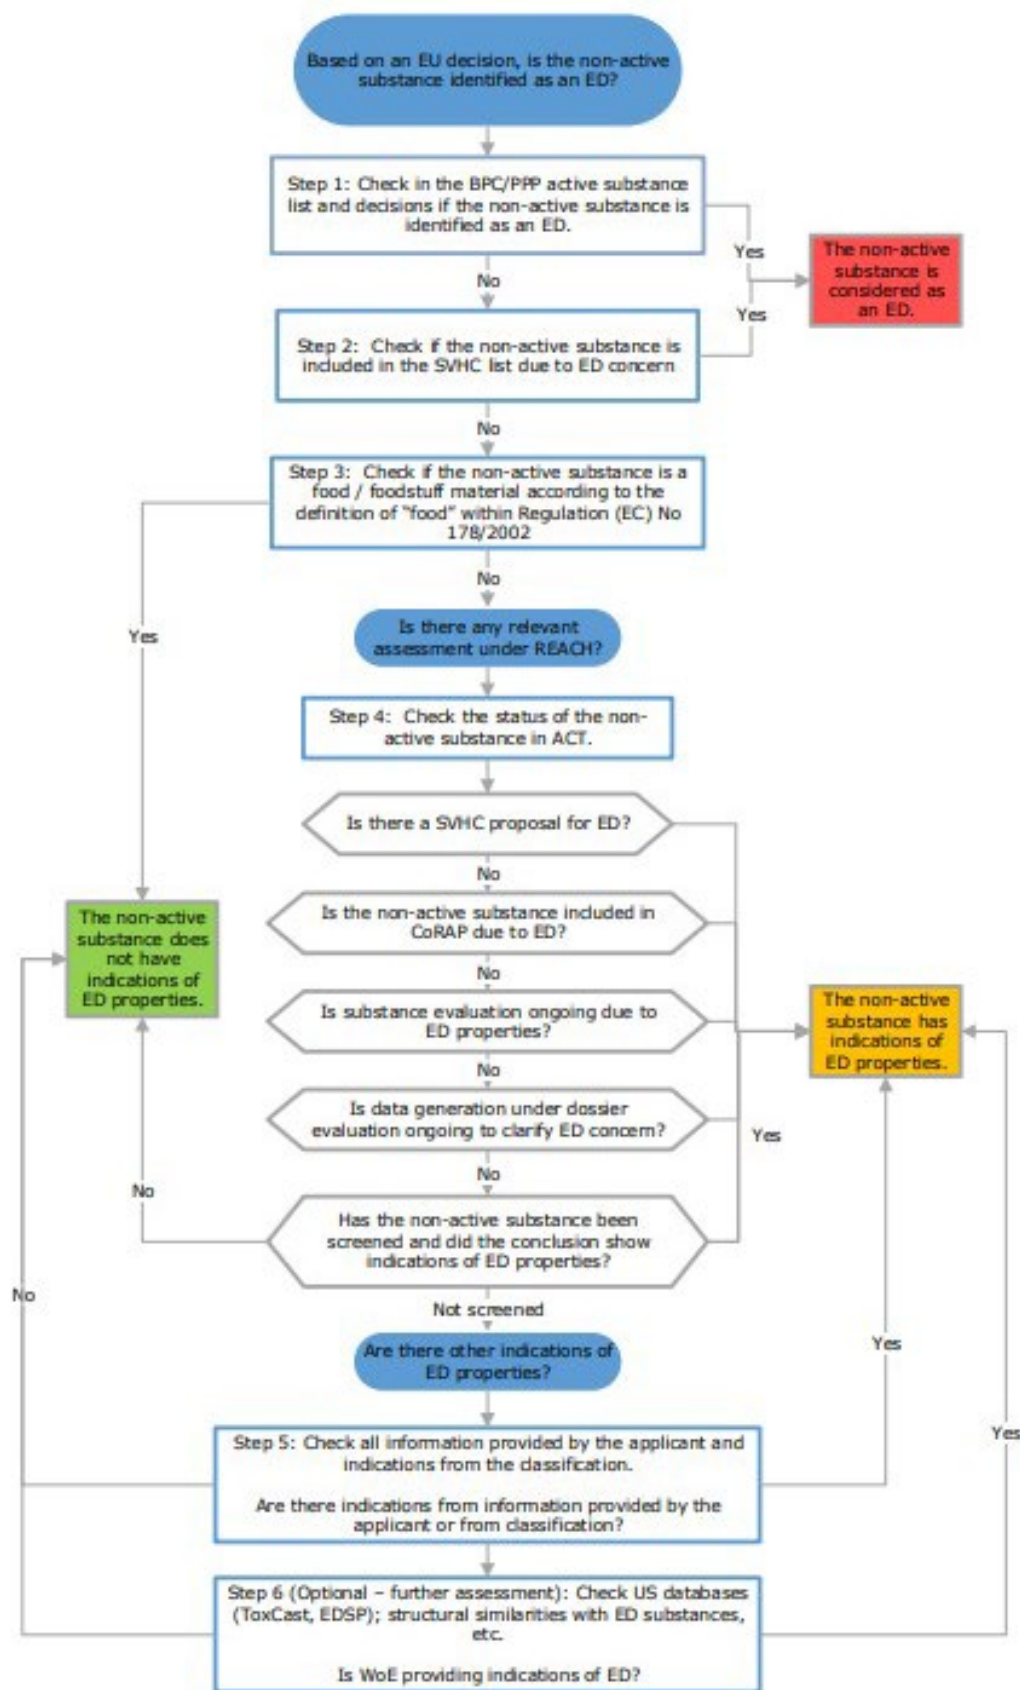 Based on an EU decision, is the non-active
substance identified as an ED?
Step 1: Check in the BPC/PPP active substance
list and decisions if the non-active substance is
identified as an ED.
Yes
The non-active
substance is
considered as
an ED.
No
Yes
Step 2: Check if the non-active substance is
included in the SVHC list due to ED concern
No
Step 3: Check if the non-active substance is a
food / foodstuff material according to the
definition of "food" within Regulation (EC) No
178/2002
No
Yes
Is there any relevant
assessment under REACH?
Step 4: Check the status of the non-
active substance in ACT.
Is there a SVHC proposal for ED?
No
Is the non-active substance included in
CoRAP due to ED?
The non-active
substance does
not have
indications of
ED properties.
No
Is substance evaluation ongoing due to
ED properties?
The non-active
substance has
indications of
ED properties.
No
Is data generation under dossier
evaluation ongoing to clarify ED concern?
Yes
No
No
Has the non-active substance been
screened and did the conclusion show
indications of ED properties?
No
Not screened
Are there other indications of
ED properties?
Yes
Yes
Step 5: Check all information provided by the applicant and
indications from the classification.
Are there indications from information provided by the
applicant or from classification?
Step 6 (Optional – further assessment): Check US databases
(ToxCast, EDSP); structural similarities with ED substances,
etc.
Is WoE providing indications of ED?